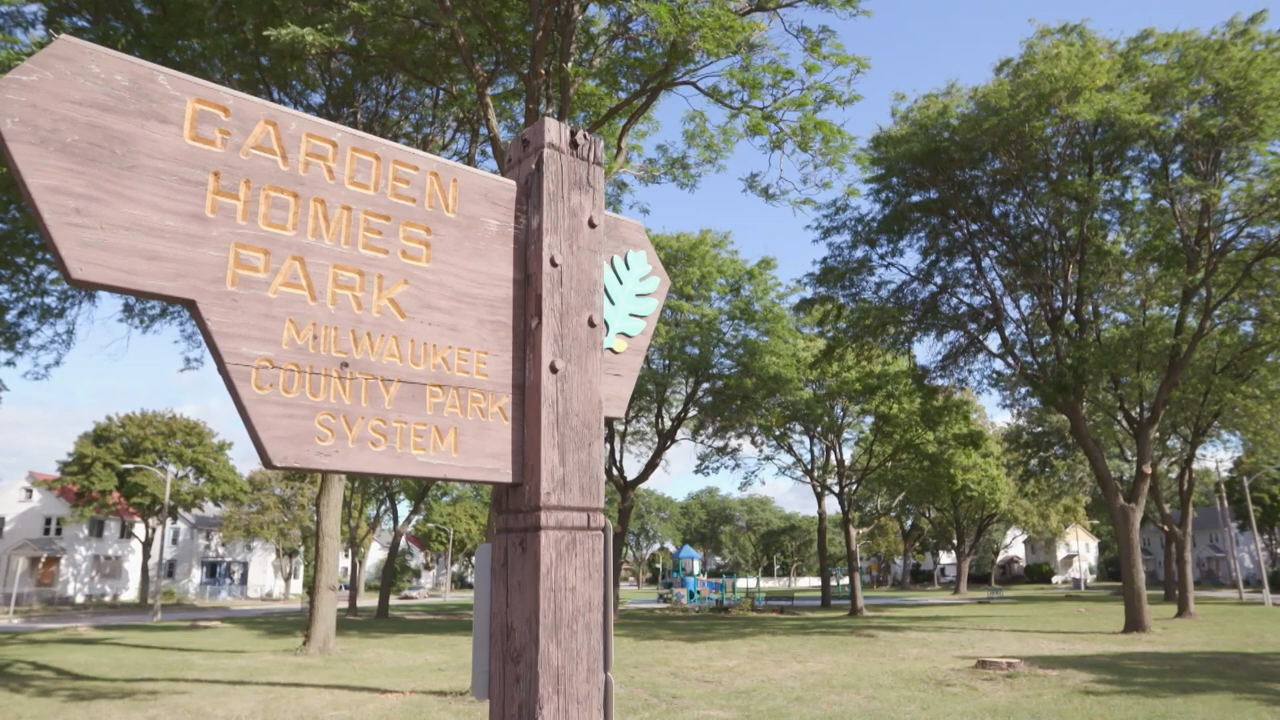 GARDEN
HOMES
PARK
MILWAUKEE
COUNTY PARK
SYSTEM